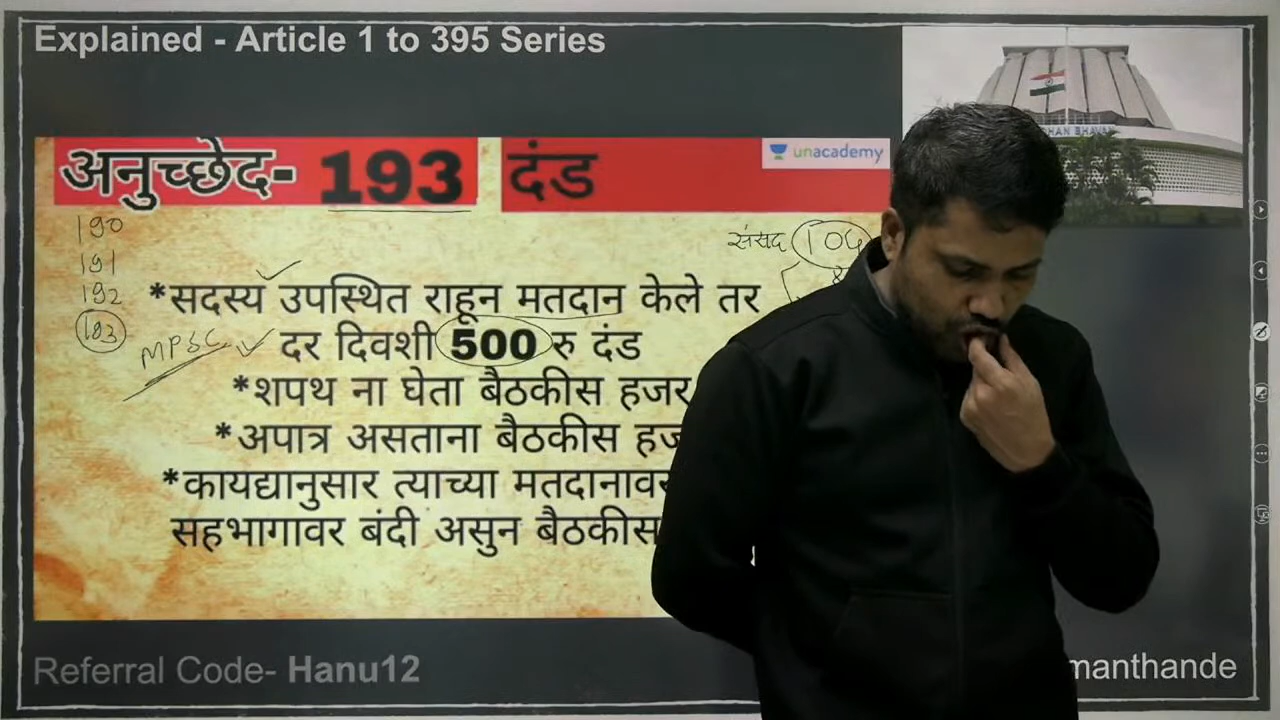 Explained - Article 1 to 395 Series
HAN BHAVAN
अनुच्छेद- 193 दंड
unacademy
190
191
192
193
MPSC
संसद 104
*सदस्य उपस्थित राहून मतदान केले तर
दर दिवशी 500 रु दंड
*शपथ ना घेता बैठकीस हजर
*अपात्र असताना बैठकीस
*कायद्यानुसार त्याच्या
सहभागावर बंदी असुन बैठकीस
Referral Code- Hanu12
manthande